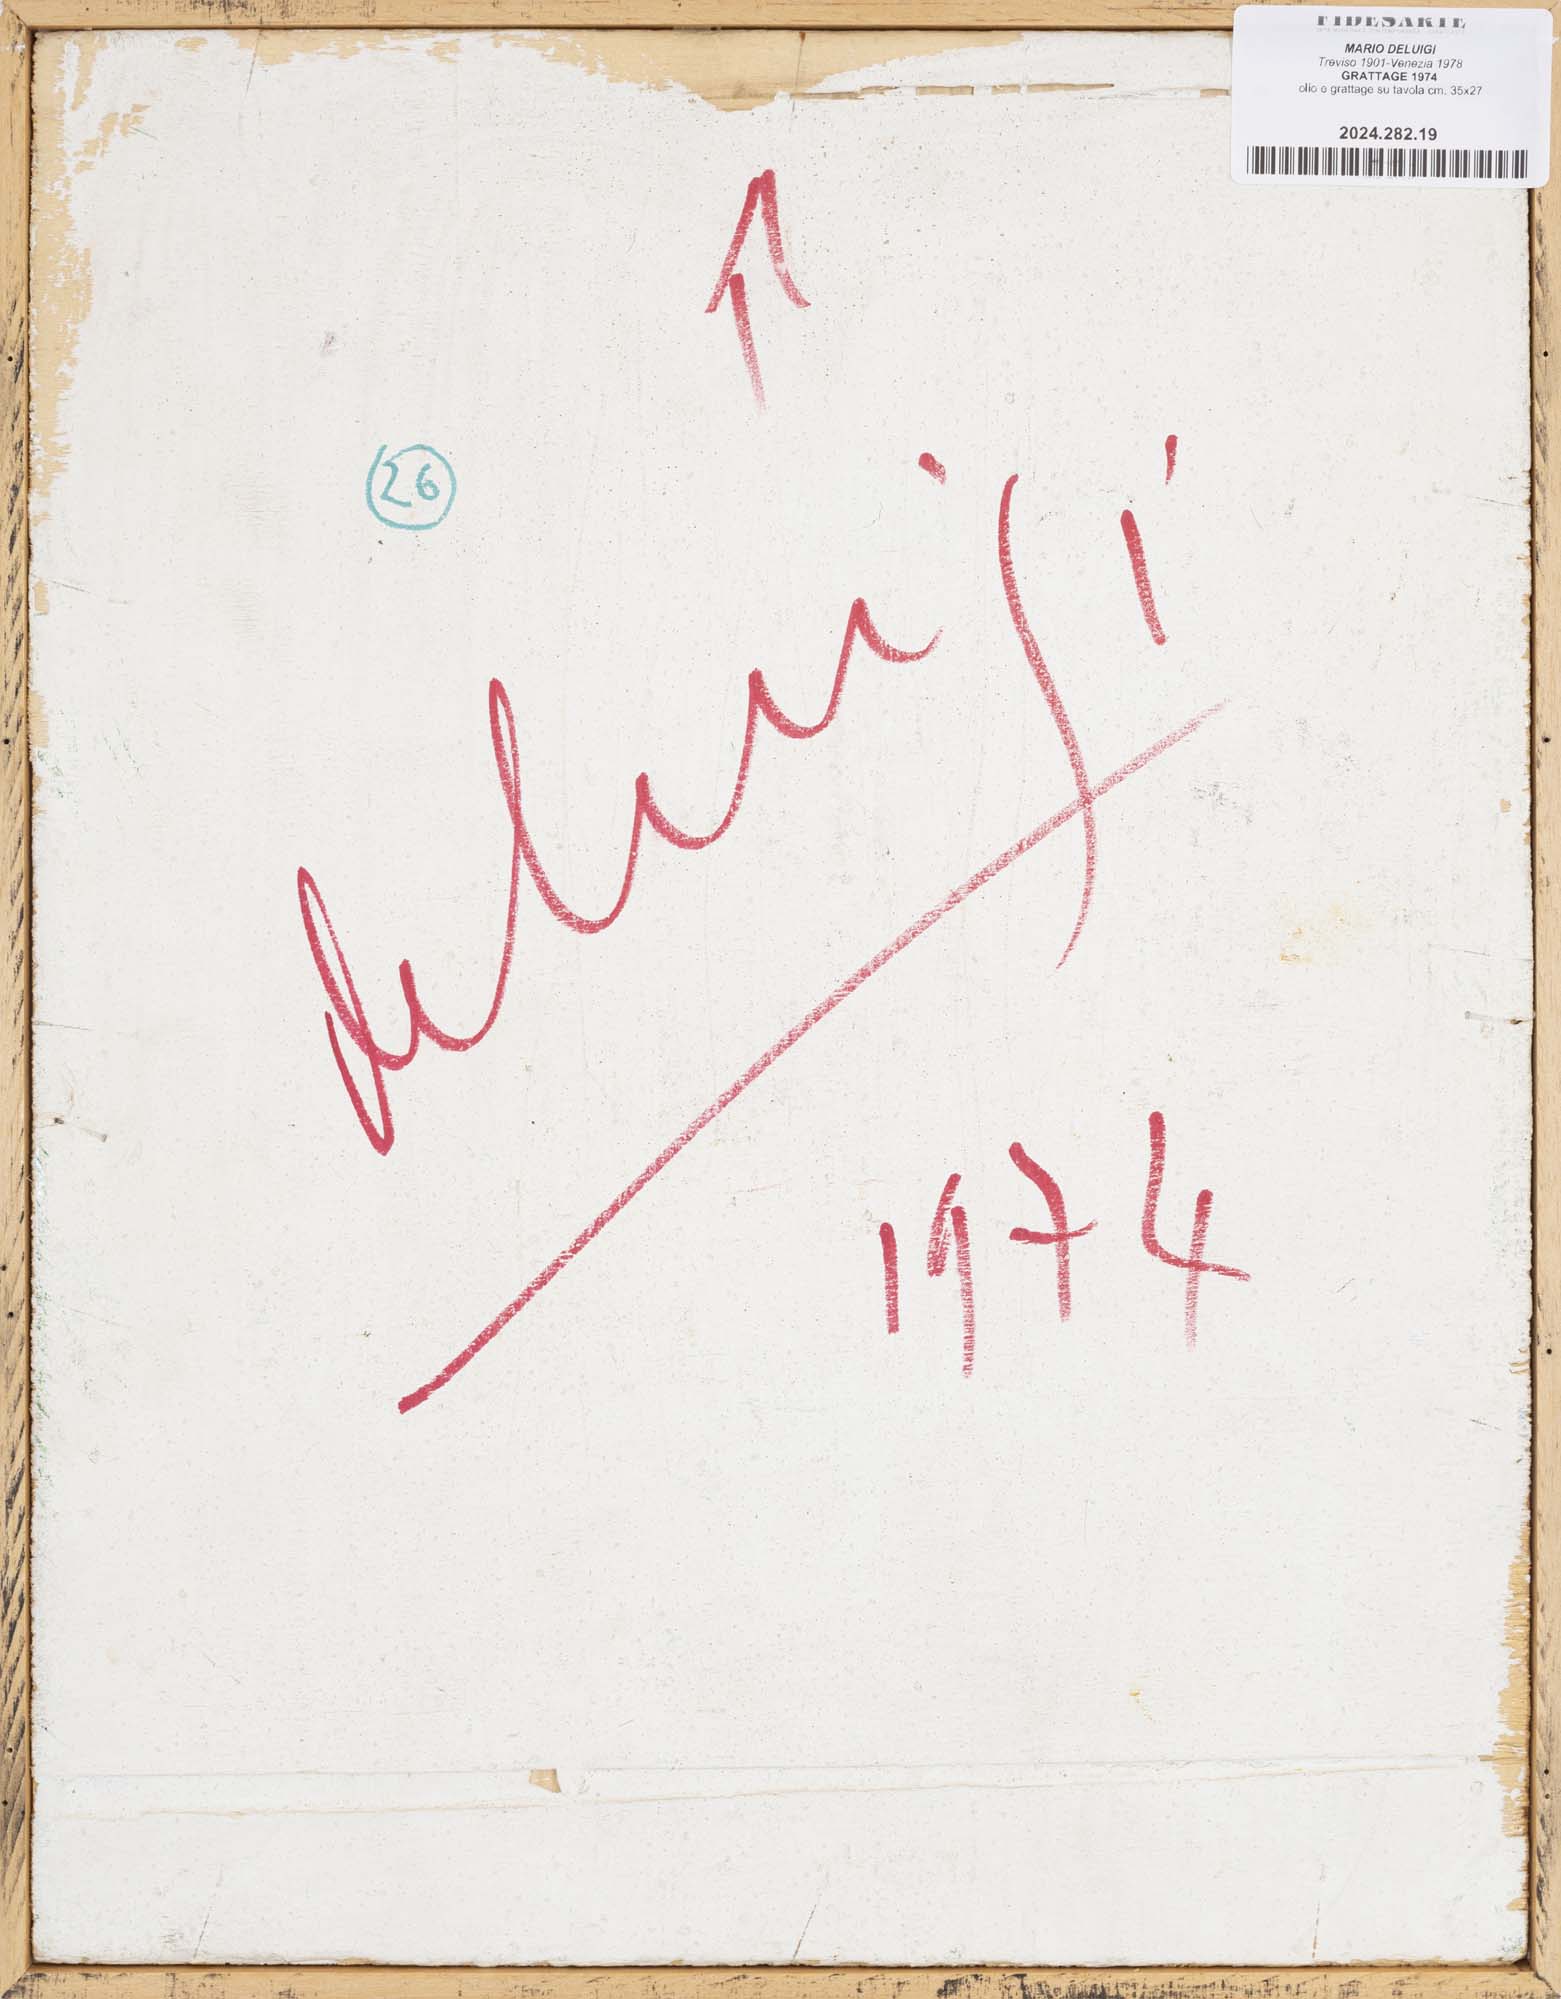 FIDESARTE
MARIO DELUIGI
Treviso 1901-Venezia 1978
GRATTAGE 1974
olio e grattage su tavola cm. 35x27
2024.282.19
26
deluigi
1974